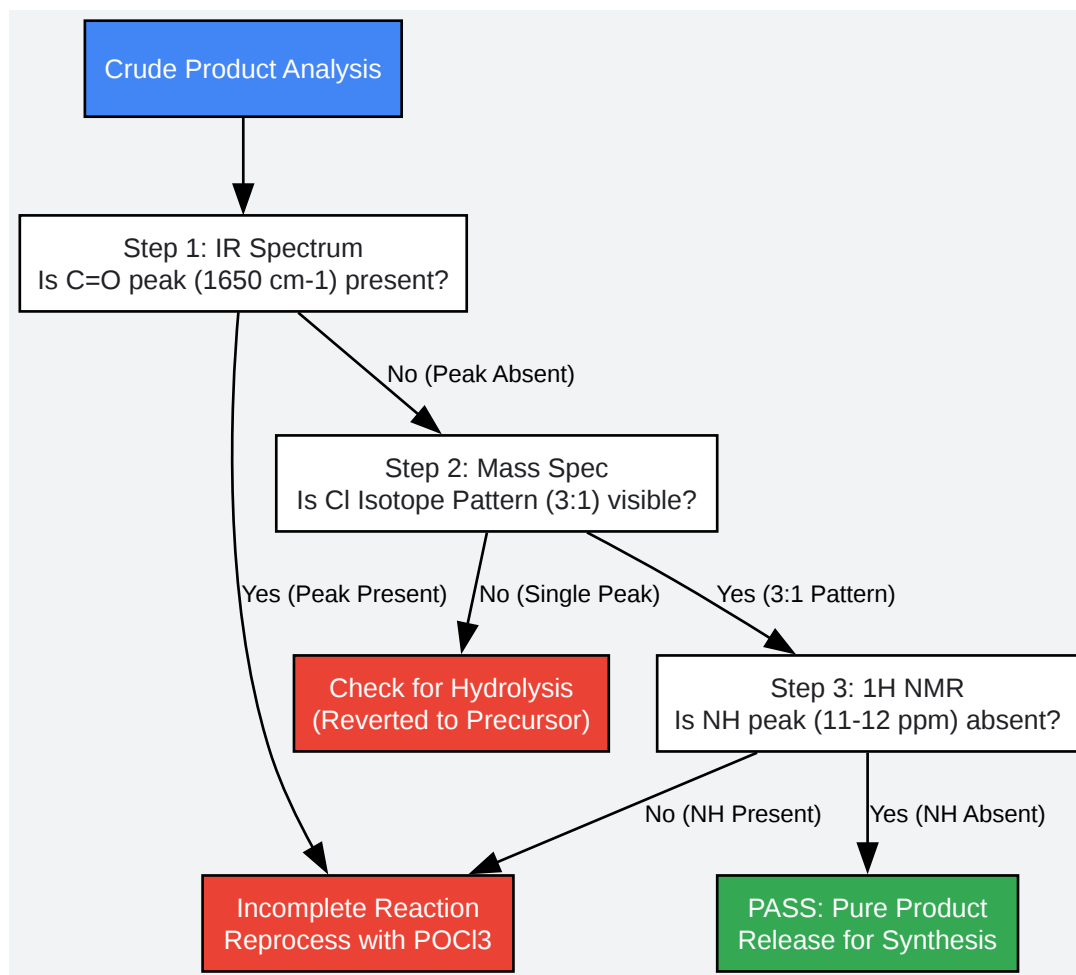 Crude Product Analysis
Step 1: IR Spectrum
Is C=O peak (1650 cm-1) present?
No (Peak Absent)
Step 2: Mass Spec
Is Cl Isotope Pattern (3:1) visible?
Yes (Peak Present)
No (Single Peak)
Yes (3:1 Pattern)
Check for Hydrolysis
(Reverted to Precursor)
Step 3: 1H NMR
Is NH peak (11-12 ppm) absent?
No (NH Present)
Yes (NH Absent)
Incomplete Reaction
Reprocess with POCl3
PASS: Pure Product
Release for Synthesis